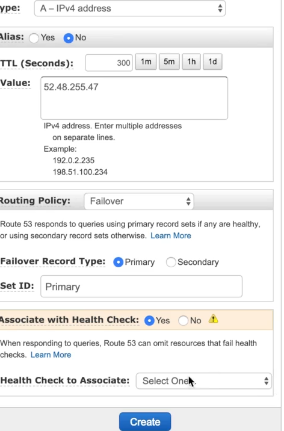 ype: A – IPv4 address
Alias: Yes No
TTL (Seconds): 300 1m 5m 1h 1d
Value: 52.48.255.47
IPv4 address. Enter multiple addresses
on separate lines.
Example:
192.0.2.235
198.51.100.234
Routing Policy: Failover
Route 53 responds to queries using primary record sets if any are healthy,
or using secondary record sets otherwise. Learn More
Failover Record Type: Primary Secondary
Set ID: Primary
Associate with Health Check: Yes No
When responding to queries, Route 53 can omit resources that fail health
checks. Learn More
Health Check to Associate: Select One..
Create